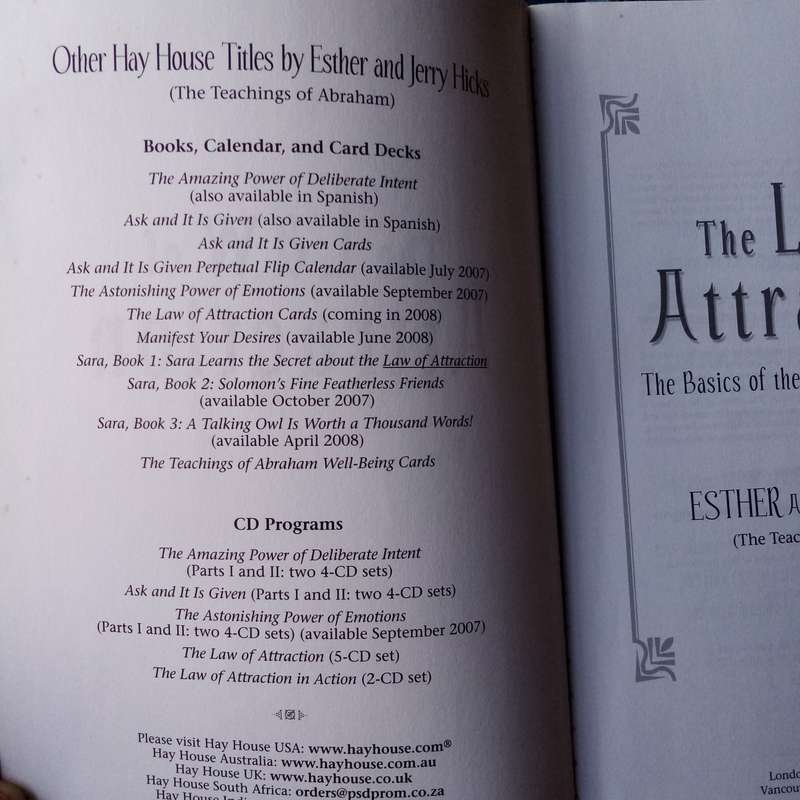 Other Hay House Titles by Esther and Jerry Hicks
(The Teachings of Abraham)
Books, Calendar, and Card Decks
The Amazing Power of Deliberate Intent
(also available in Spanish)
Ask and It Is Given (also available in Spanish)
Ask and It Is Given Cards
Ask and It Is Given Perpetual Flip Calendar (available July 2007)
The Astonishing Power of Emotions (available September 2007)
The Law of Attraction Cards (coming in 2008)
Manifest Your Desires (available June 2008)
Sara, Book 1: Sara Learns the Secret about the Law of Attraction
Sara, Book 2: Solomon's Fine Featherless Friends
(available October 2007)
Sara, Book 3: A Talking Owl Is Worth a Thousand Words!
(available April 2008)
The Teachings of Abraham Well-Being Cards
CD Programs
The Amazing Power of Deliberate Intent
(Parts I and II: two 4-CD sets)
Ask and It Is Given (Parts I and II: two 4-CD sets)
The Astonishing Power of Emotions
(Parts I and II: two 4-CD sets) (available September 2007)
The Law of Attraction (5-CD set)
The Law of Attraction in Action (2-CD set)
Please visit Hay House USA: www.hayhouse.com®
Hay House Australia: www.hayhouse.com.au
Hay House UK: www.hayhouse.co.uk
Hay House South Africa: orders@psdprom.co.za
Hay House
The L
Attra
The Basics of the
ESTHER A
(The Teac
Londo
Vancou